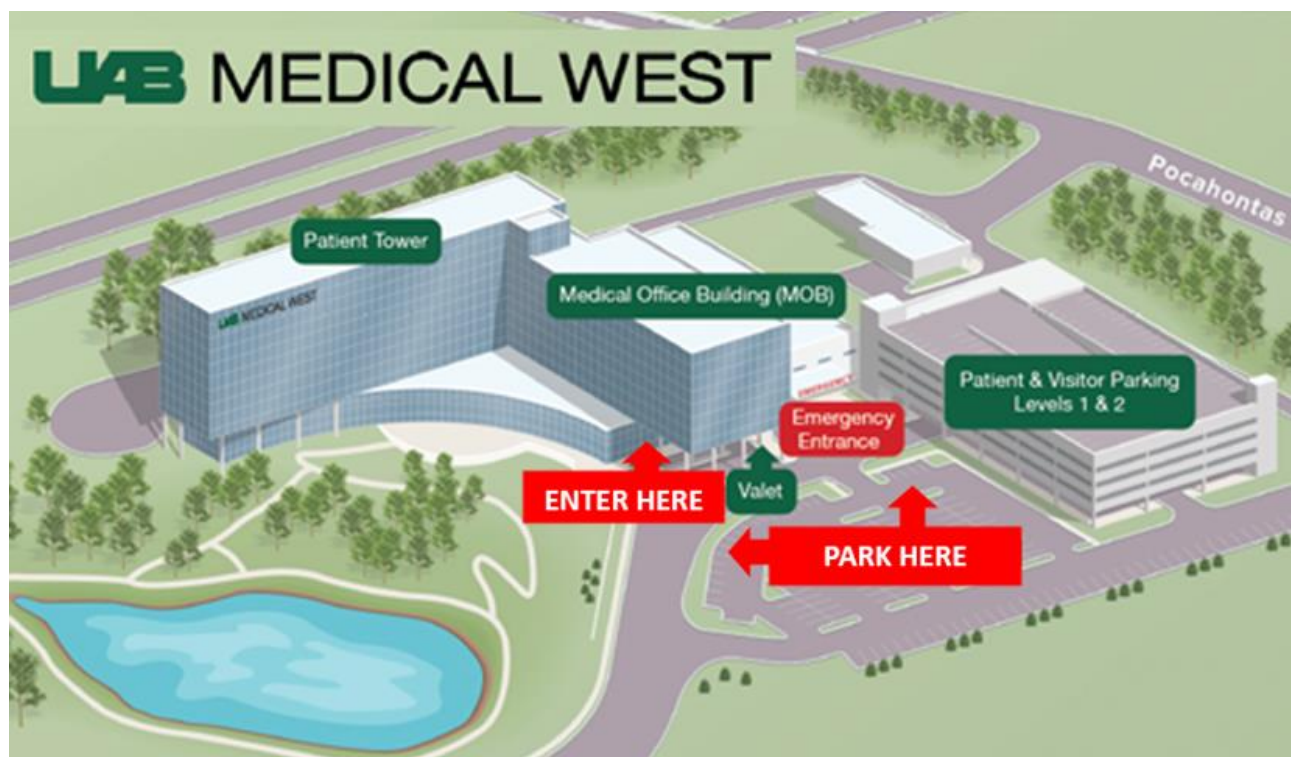 UAB MEDICAL WEST
Pocahontas
Patient Tower
Medical Office Building (MOB)
UAB MEDICAL WEST
Patient & Visitor Parking
Levels 1 & 2
EMERGENCY
Emergency
Entrance
ENTER HERE
Valet
PARK HERE